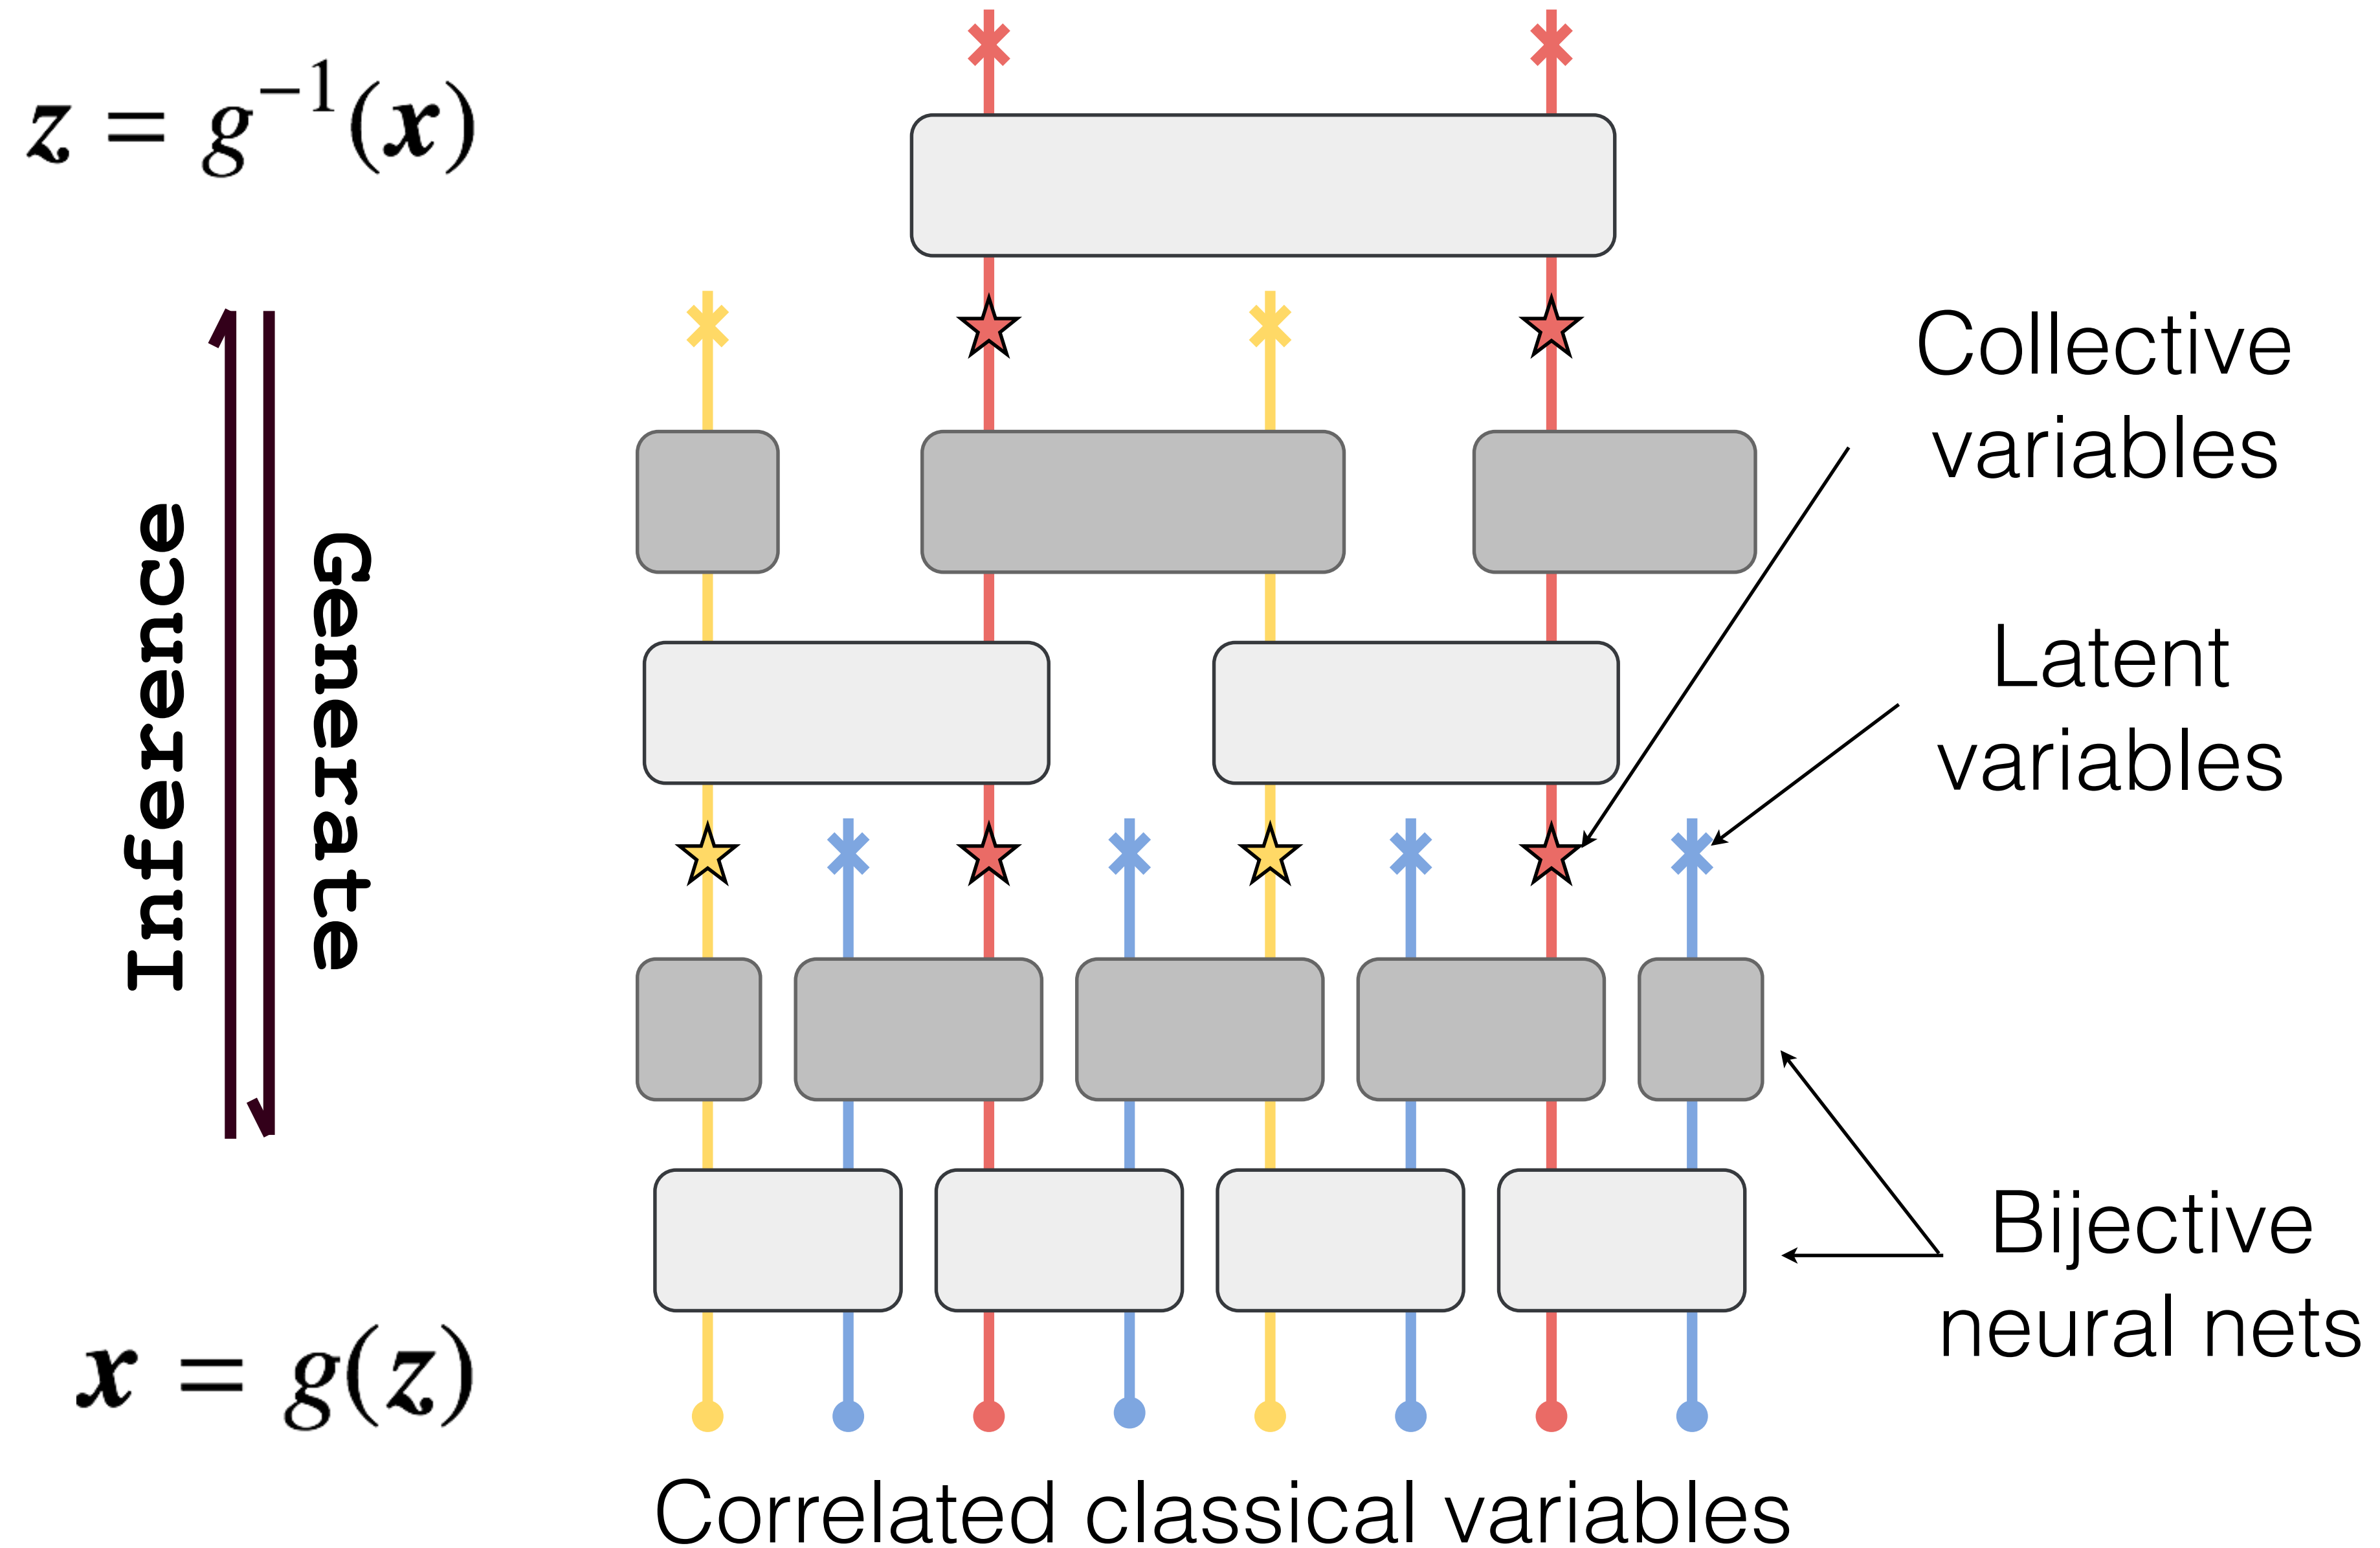 z = g⁻¹(x)
Collective
variables
Inference
Generate
Latent
variables
Bijective
neural nets
x = g(z)
Correlated classical variables